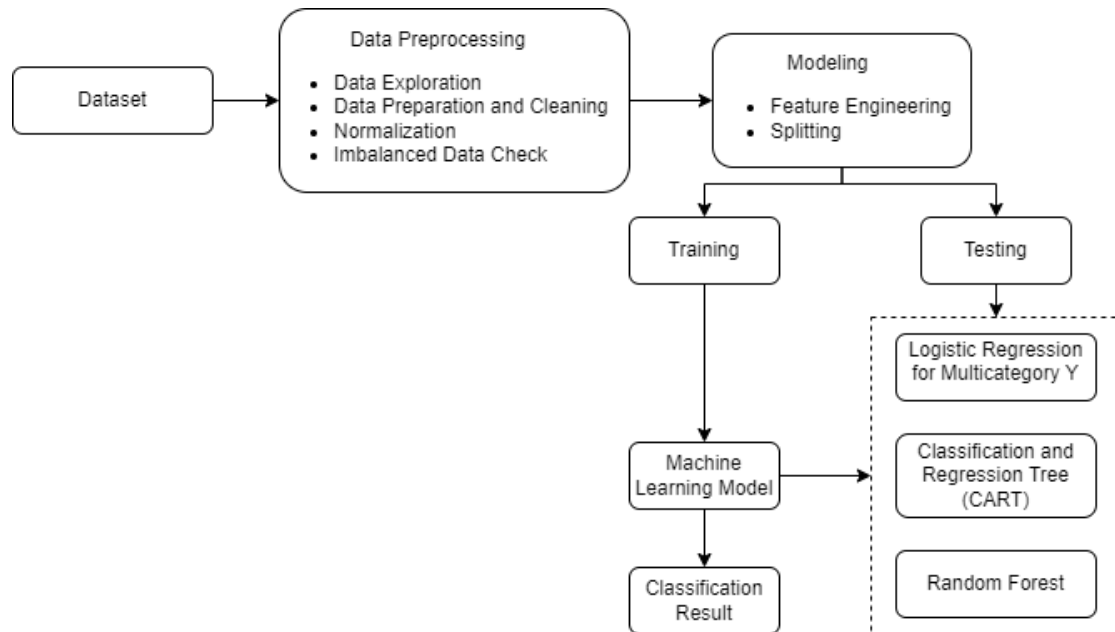 Dataset
Data Preprocessing
• Data Exploration
• Data Preparation and Cleaning
• Normalization
• Imbalanced Data Check
Modeling
• Feature Engineering
• Splitting
Training
Testing
Logistic Regression
for Multicategory Y
Machine
Learning Model
Classification and
Regression Tree
(CART)
Classification
Result
Random Forest